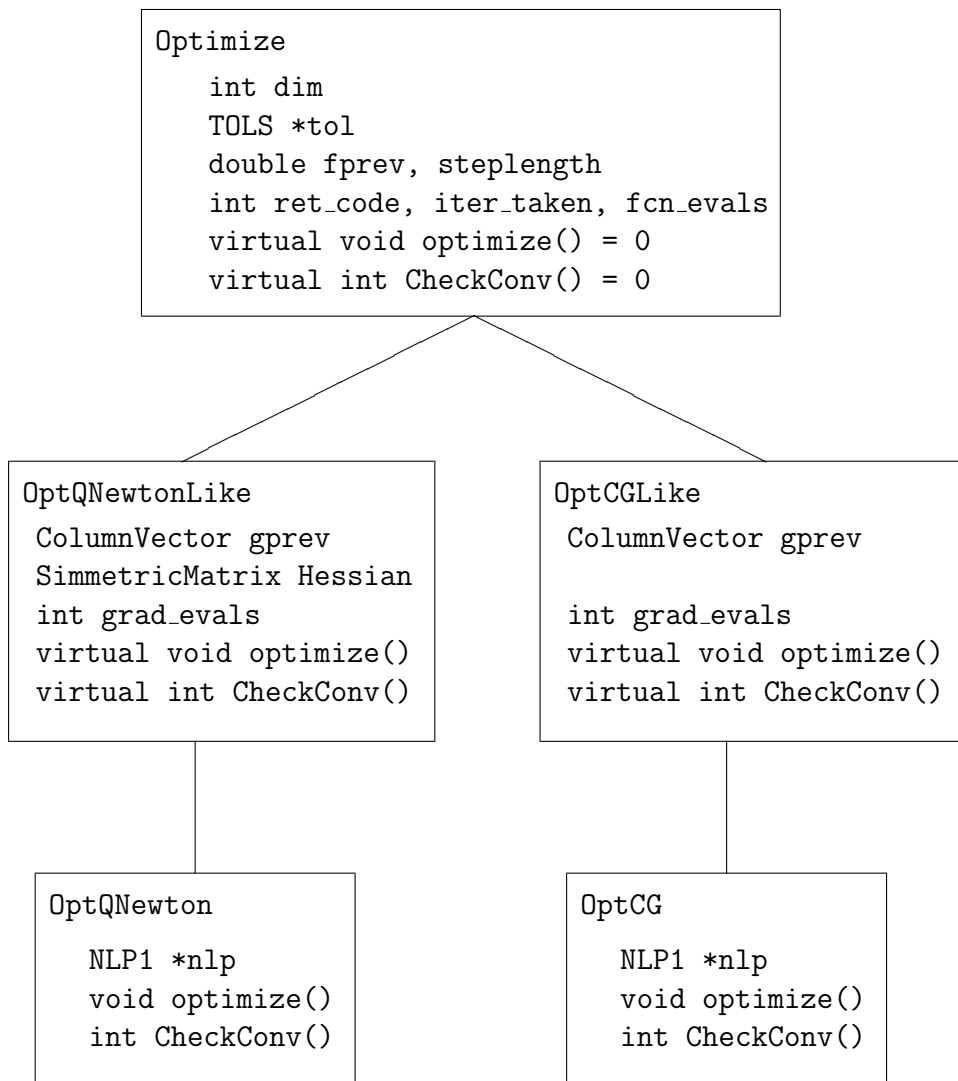 Optimize
int dim
TOLS *tol
double fprev, steplength
int ret_code, iter_taken, fcn_evals
virtual void optimize() = 0
virtual int CheckConv() = 0
OptQNewtonLike
ColumnVector gprev
SimmetricMatrix Hessian
int grad_evals
virtual void optimize()
virtual int CheckConv()
OptCGLike
ColumnVector gprev
int grad_evals
virtual void optimize()
virtual int CheckConv()
OptQNewton
NLP1 *nlp
void optimize()
int CheckConv()
OptCG
NLP1 *nlp
void optimize()
int CheckConv()